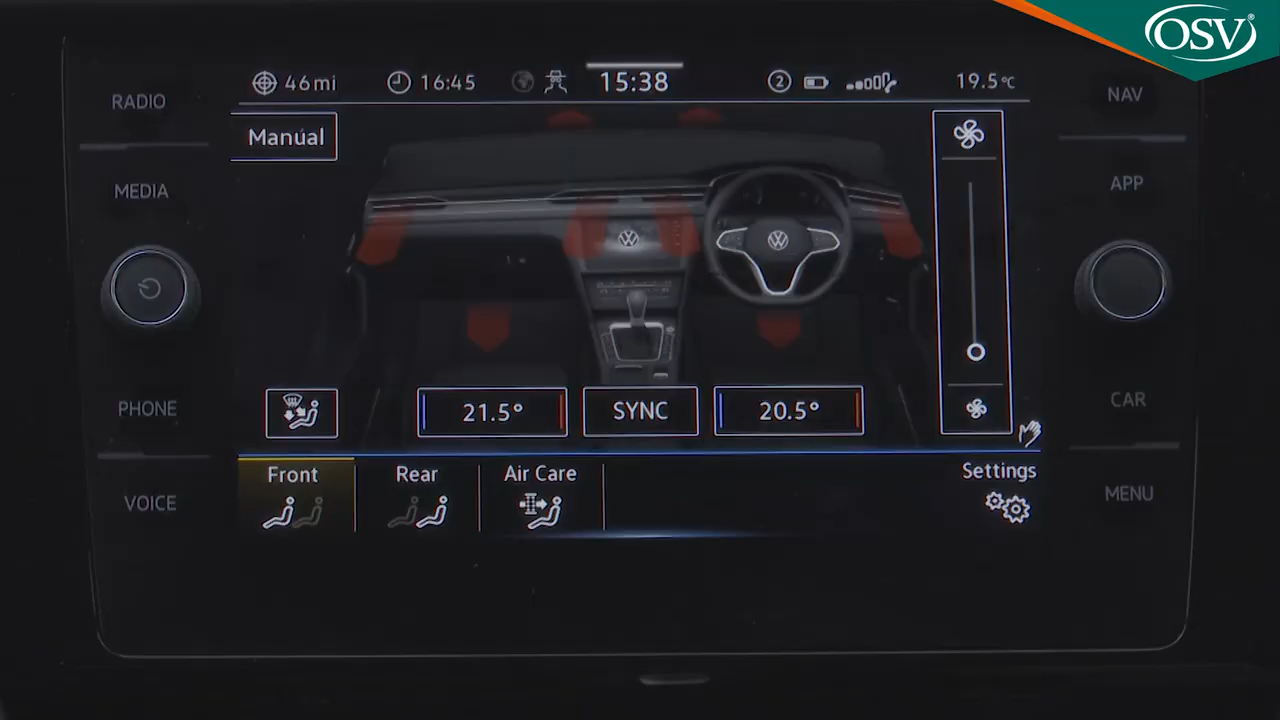 OSV®
RADIO
MEDIA
PHONE
VOICE
46mi
16:45
15:38
2
19.5°C
Manual
21.5°
SYNC
20.5°
Front
Rear
Air Care
Settings
NAV
APP
CAR
MENU